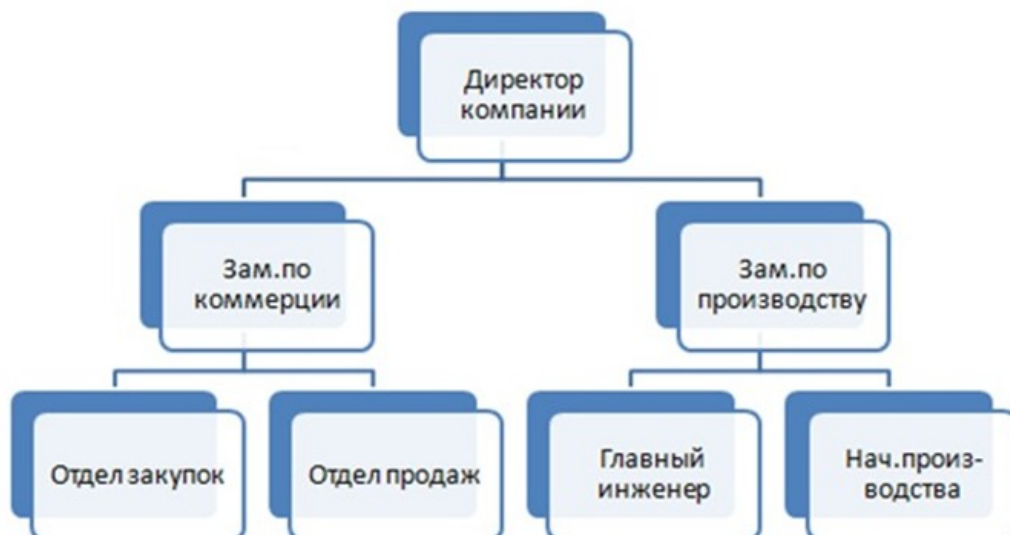 Директор
компании
Зам.по
коммерции
Зам.по
производству
Отдел закупок
Отдел продаж
Главный
инженер
Нач.произ-
водства